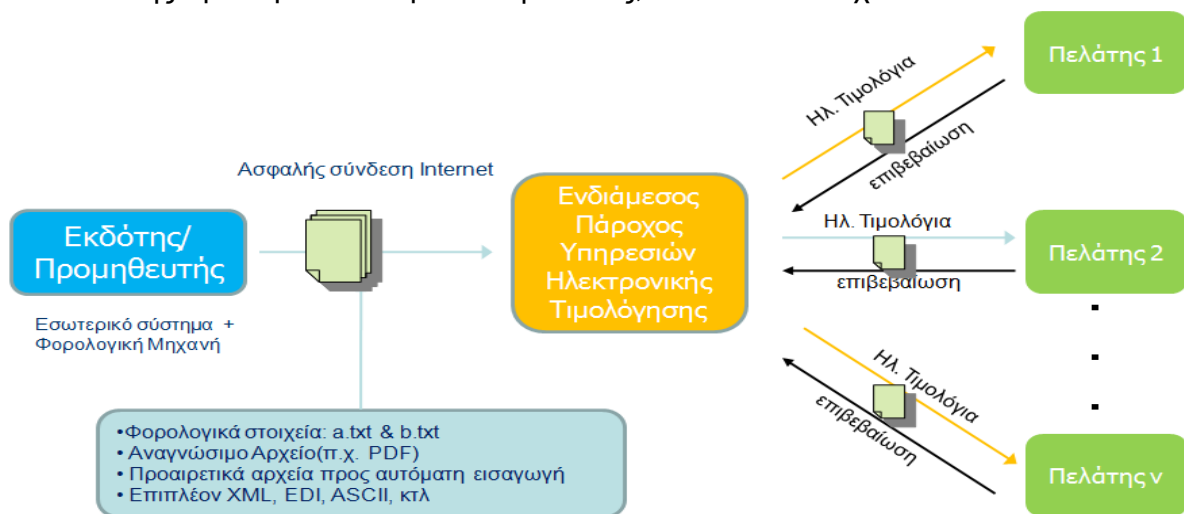 Ασφαλής σύνδεση Internet
Εκδότης/
Προμηθευτής
Εσωτερικό σύστημα +
Φορολογική Μηχανή
•Φορολογικά στοιχεία: a.txt & b.txt
• Αναγνώσιμο Αρχείο(π.χ. PDF)
• Προαιρετικά αρχεία προς αυτόματη εισαγωγή
• Επιπλέον XML, EDI, ASCII, κτλ
Ενδιάμεσος
Πάροχος
Υπηρεσιών
Ηλεκτρονικής
Τιμολόγησης
Ηλ. Τιμολόγια
επιβεβαίωση
Πελάτης 1
Ηλ. Τιμολόγια
επιβεβαίωση
Πελάτης 2
Ηλ. Τιμολόγια
επιβεβαίωση
Πελάτης ν